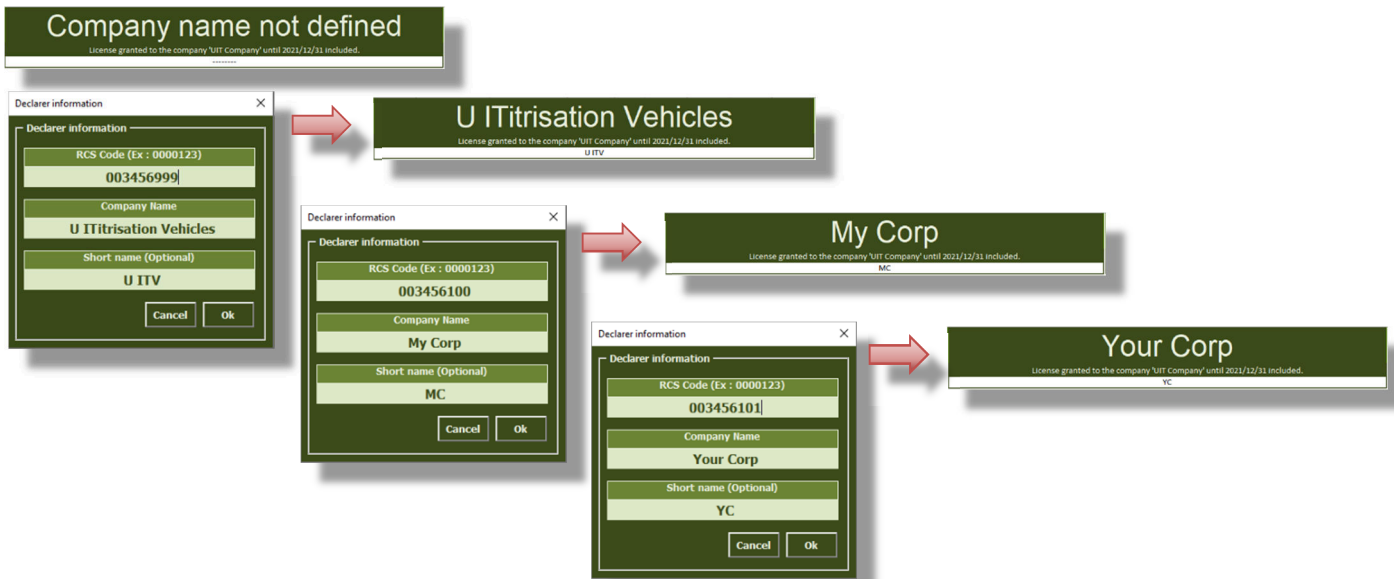 Company name not defined
License granted to the company 'UIT Company' until 2021/12/31 included.
--------
Declarer information
Declarer information
RCS Code (Ex : 0000123)
003456999
Company Name
U ITitrisation Vehicles
Short name (Optional)
U ITV
Cancel
Ok
U ITitrisation Vehicles
License granted to the company 'UIT Company' until 2021/12/31 included.
U ITV
Declarer information
Declarer information
RCS Code (Ex : 0000123)
003456100
Company Name
My Corp
Short name (Optional)
MC
Cancel
Ok
My Corp
License granted to the company 'UIT Company' until 2021/12/31 included.
MC
Declarer information
Declarer information
RCS Code (Ex : 0000123)
003456101
Company Name
Your Corp
Short name (Optional)
YC
Cancel
Ok
Your Corp
License granted to the company 'UIT Company' until 2021/12/31 included.
YC